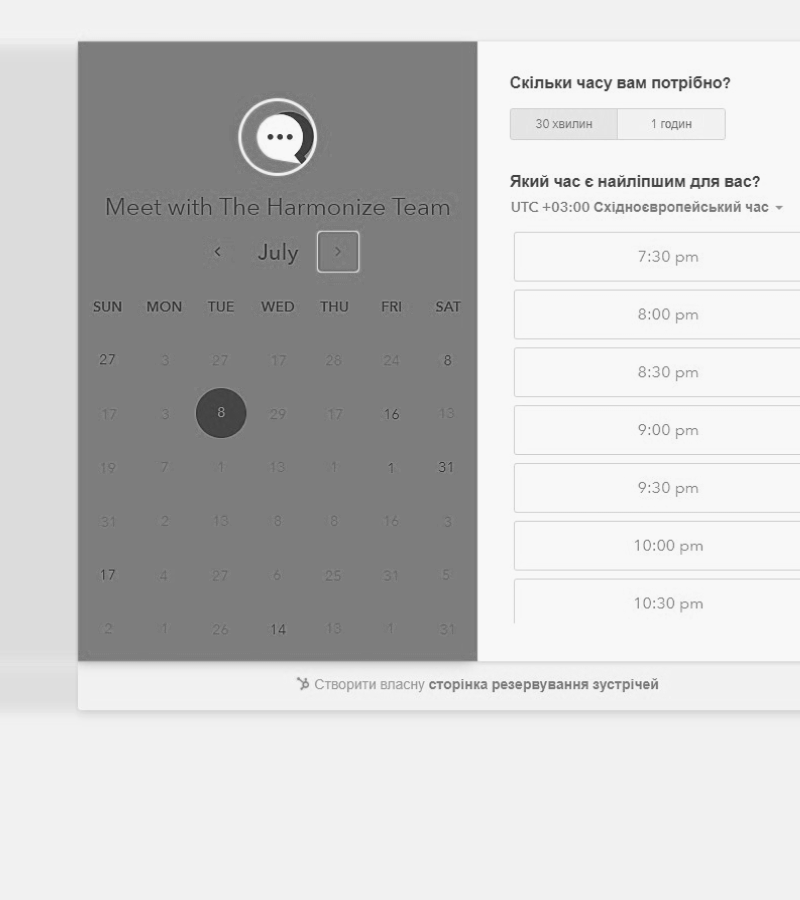 Meet with The Harmonize Team
July
SUN MON TUE WED THU FRI SAT
27 3 27 17 28 24 8
17 3 8 29 17 16 13
19 7 1 13 1 1 31
31 2 13 8 8 16 3
17 4 27 6 25 31 5
2 1 26 14 13 1 31
Скільки часу вам потрібно?
30 хвилин 1 годин
Який час є найліпшим для вас?
UTC +03:00 Східноєвропейський час
7:30 pm
8:00 pm
8:30 pm
9:00 pm
9:30 pm
10:00 pm
10:30 pm
Створити власну сторінка резервування зустрічей